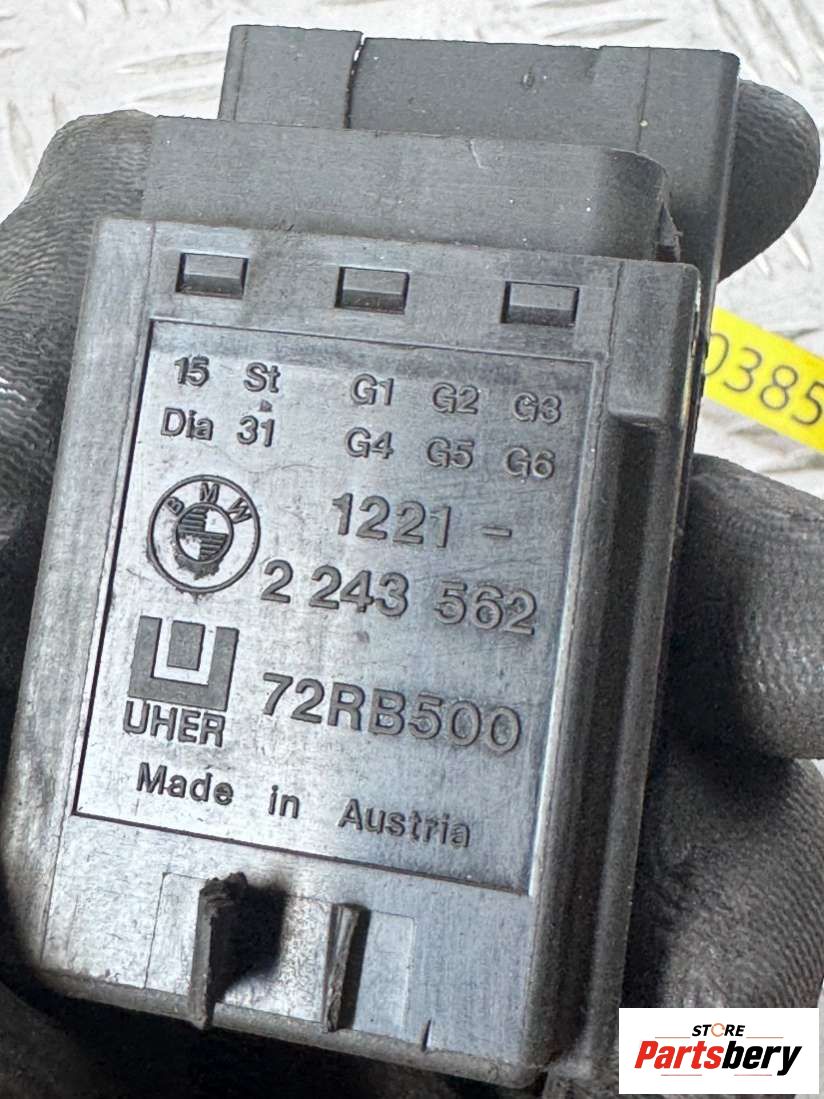 15 St G1 G2 G3
Dia 31 G4 G5 G6
BMW
1221 -
2 243 562
UHER
72RB500
Made in Austria
0385
STORE
Partsbery